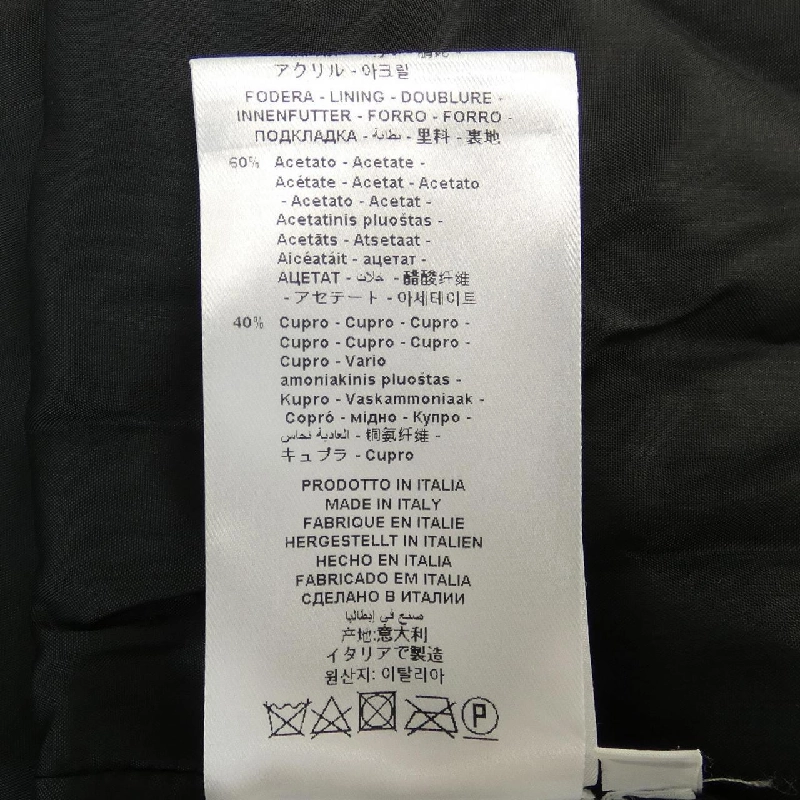 アクリル - 아크릴
FODERA - LINING - DOUBLURE -
INNENFUTTER - FORRO - FORRO -
ПОДКЛАДКА - بطانة - 里料 - 裏地
60% Acetato - Acetate -
Acétate - Acetat - Acetato
- Acetato - Acetat -
Acetatinis pluoštas -
Acetāts - Atsetaat -
Aicéatáit - ацетат -
АЦЕТАТ - خلات - 醋酸纤维
- アセテート - 아세테이트
40% Cupro - Cupro - Cupro -
Cupro - Cupro - Cupro -
Cupro - Vario
amoniakinis pluoštas -
Kupro - Vaskammoniaak -
Copró - мідно - Купро -
العادية نحاس - 铜氨纤维 -
キュプラ - Cupro
PRODOTTO IN ITALIA
MADE IN ITALY
FABRIQUE EN ITALIE
HERGESTELLT IN ITALIEN
HECHO EN ITALIA
FABRICADO EM ITALIA
СДЕЛАНО В ИТАЛИИ
صنع في إيطاليا
产地:意大利
イタリアで製造
원산지: 이탈리아
P